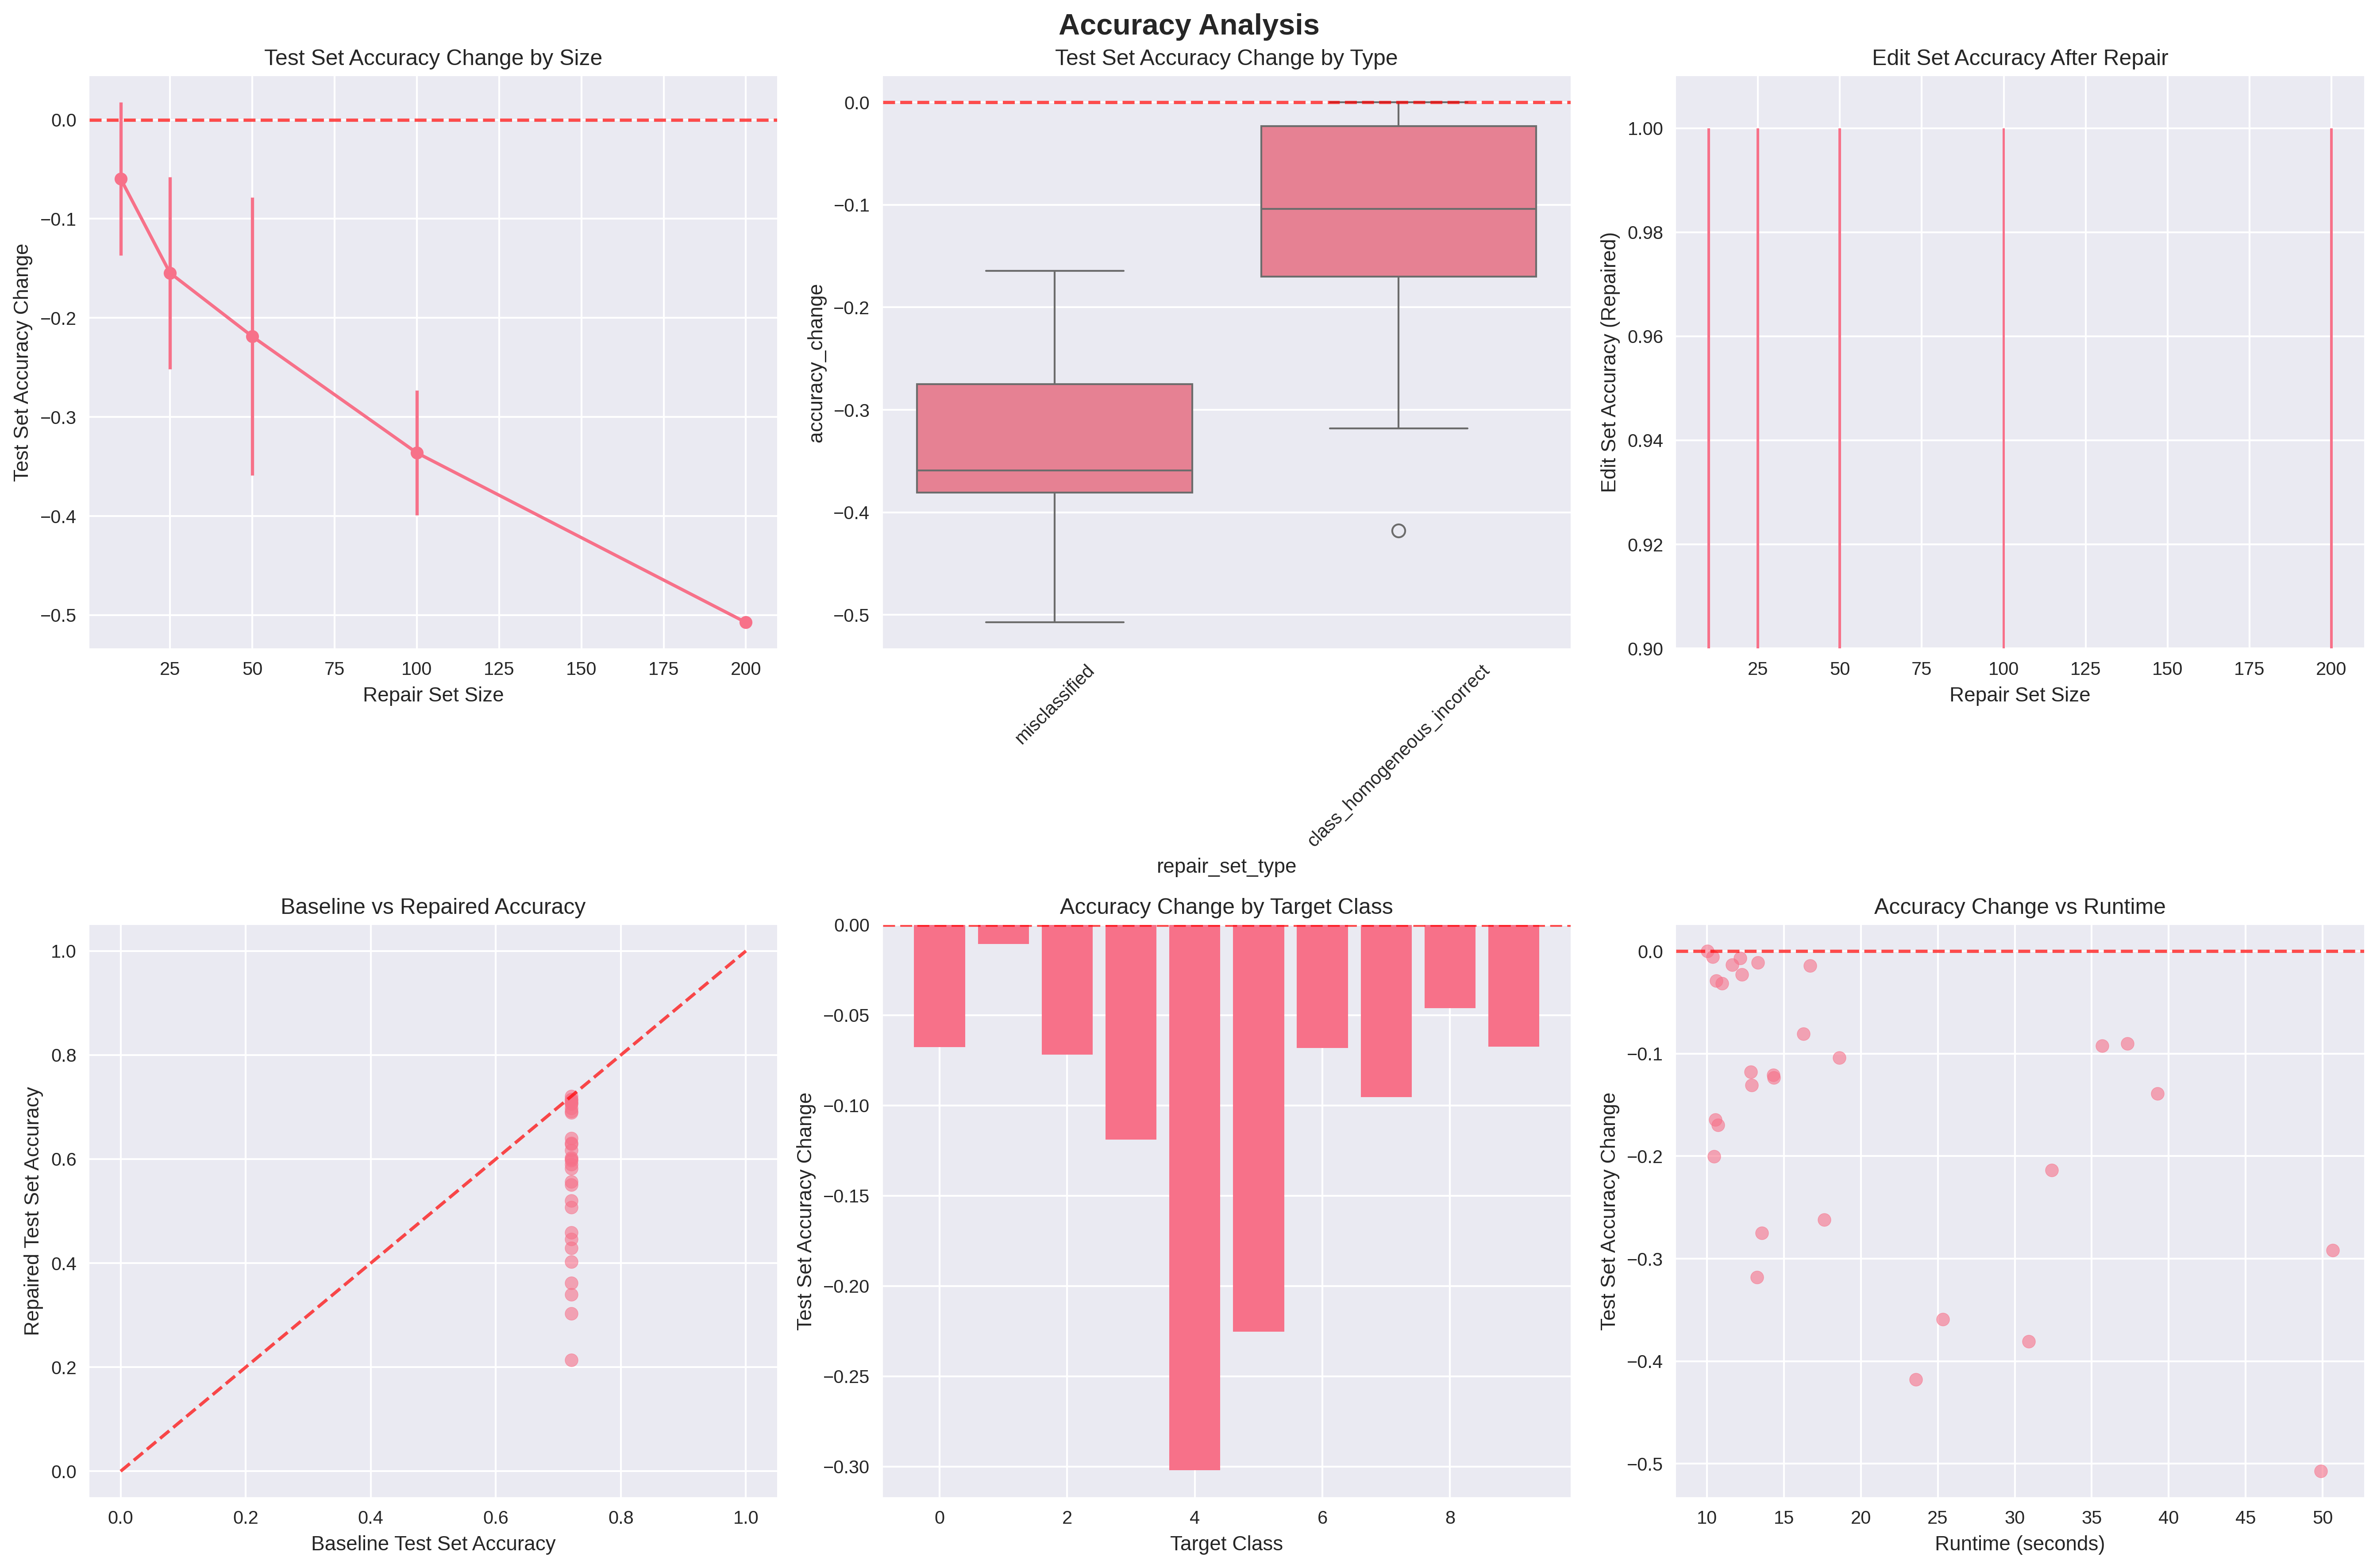 Accuracy Analysis
Test Set Accuracy Change by Size
0.0
−0.1
−0.2
−0.3
−0.4
−0.5
Test Set Accuracy Change
25 50 75 100 125 150 175 200
Repair Set Size
Test Set Accuracy Change by Type
0.0
−0.1
−0.2
−0.3
−0.4
−0.5
accuracy_change
misclassified
class_homogeneous_incorrect
repair_set_type
Edit Set Accuracy After Repair
1.00
0.98
0.96
0.94
0.92
0.90
Edit Set Accuracy (Repaired)
25 50 75 100 125 150 175 200
Repair Set Size
Baseline vs Repaired Accuracy
1.0
0.8
0.6
0.4
0.2
0.0
Repaired Test Set Accuracy
0.0 0.2 0.4 0.6 0.8 1.0
Baseline Test Set Accuracy
Accuracy Change by Target Class
0.00
−0.05
−0.10
−0.15
−0.20
−0.25
−0.30
Test Set Accuracy Change
0 2 4 6 8
Target Class
Accuracy Change vs Runtime
0.0
−0.1
−0.2
−0.3
−0.4
−0.5
Test Set Accuracy Change
10 15 20 25 30 35 40 45 50
Runtime (seconds)